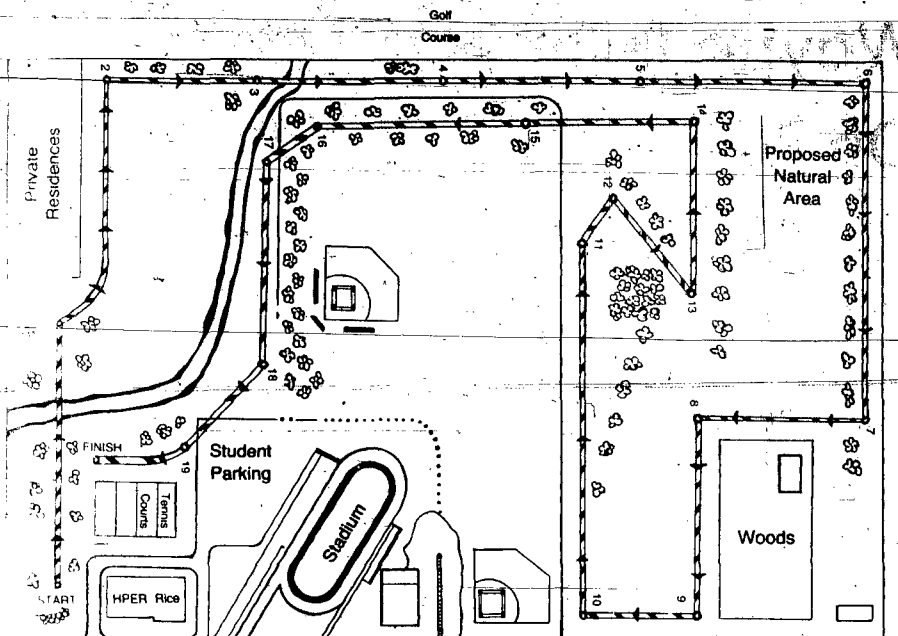 Golf
Course
2
3
4
5
6
14
15
16
17
Private
Residences
Proposed
Natural
Area
12
11
13
18
8
7
FINISH
19
Student
Parking
Tennis
Courts
Stadium
Woods
START
HPER Rice
10
9